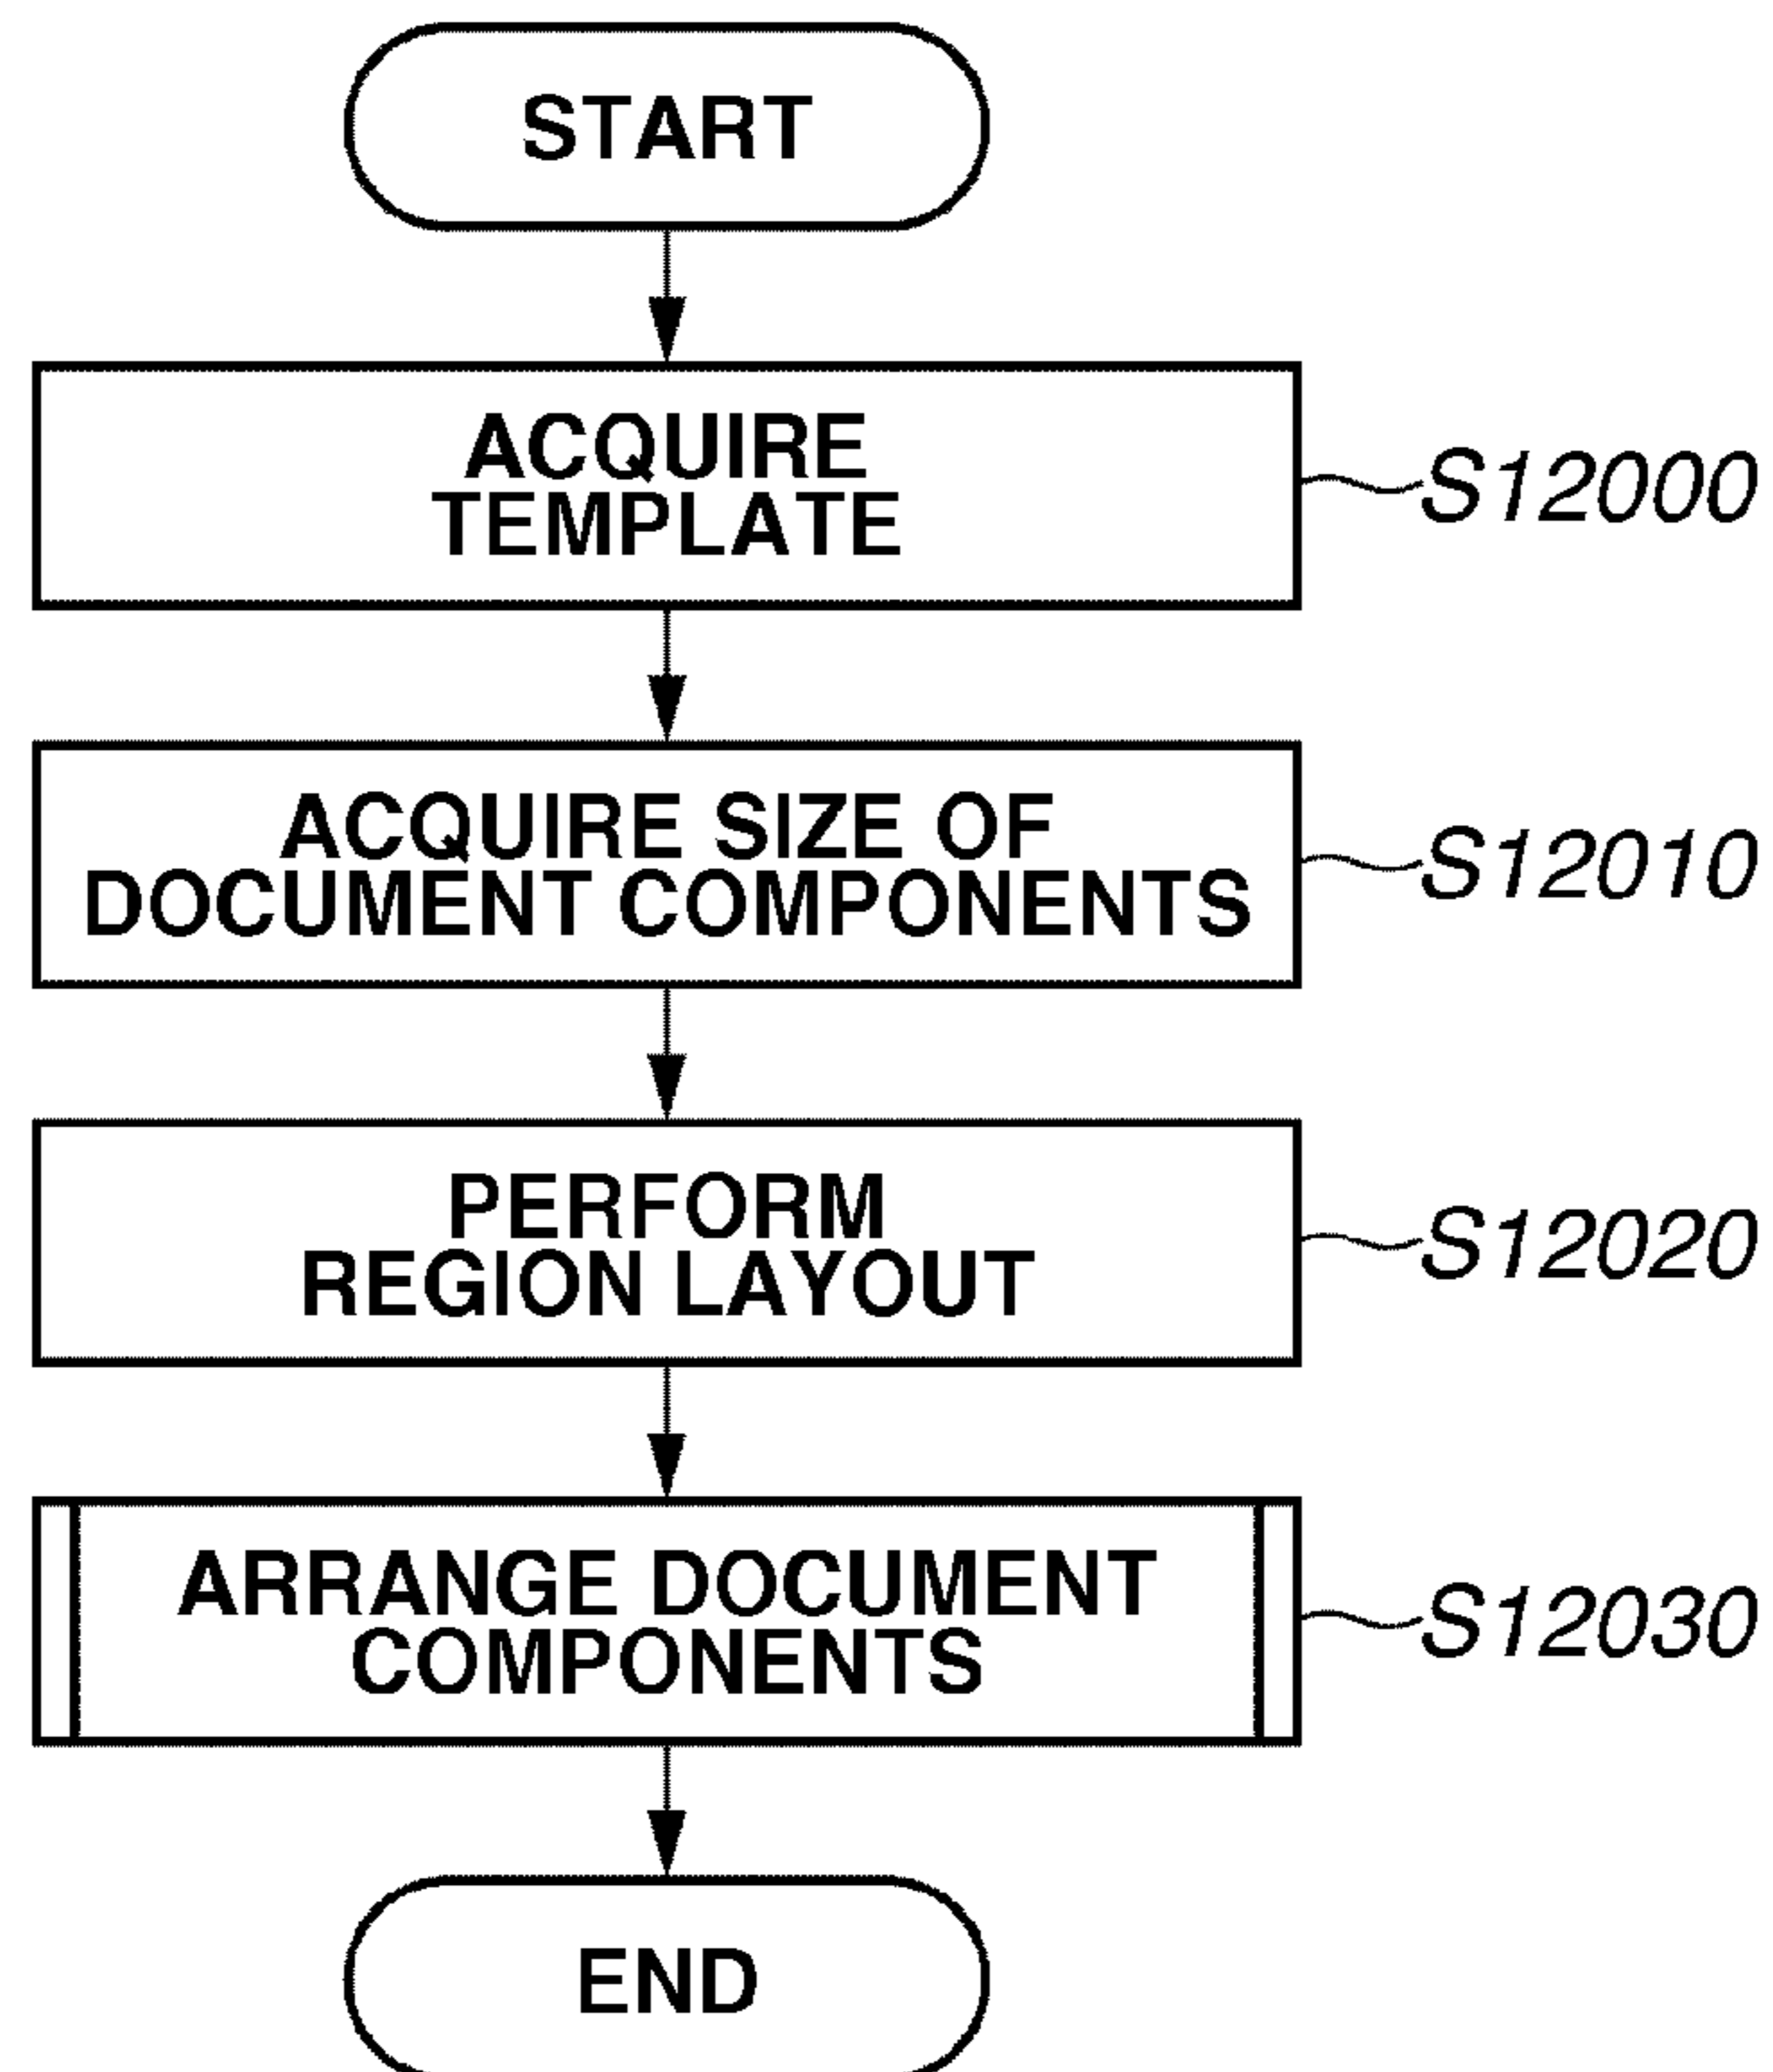 START
ACQUIRE
TEMPLATE
S12000
ACQUIRE SIZE OF
DOCUMENT COMPONENTS
S12010
PERFORM
REGION LAYOUT
S12020
ARRANGE DOCUMENT
COMPONENTS
S12030
END